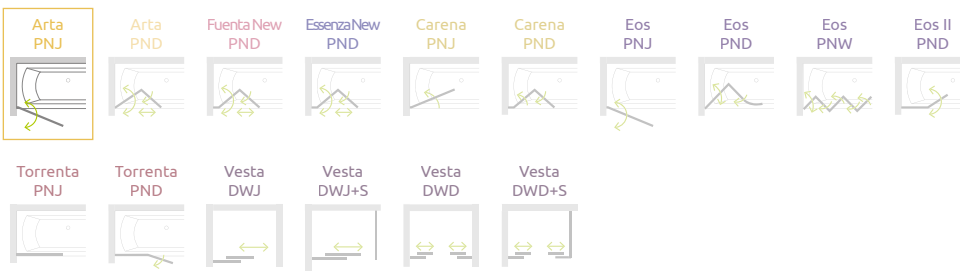 Arta
PNJ
Arta
PND
Fuenta New
PND
Essenza New
PND
Carena
PNJ
Carena
PND
Eos
PNJ
Eos
PND
Eos
PNW
Eos II
PND
Torrenta
PNJ
Torrenta
PND
Vesta
DWJ
Vesta
DWJ+S
Vesta
DWD
Vesta
DWD+S